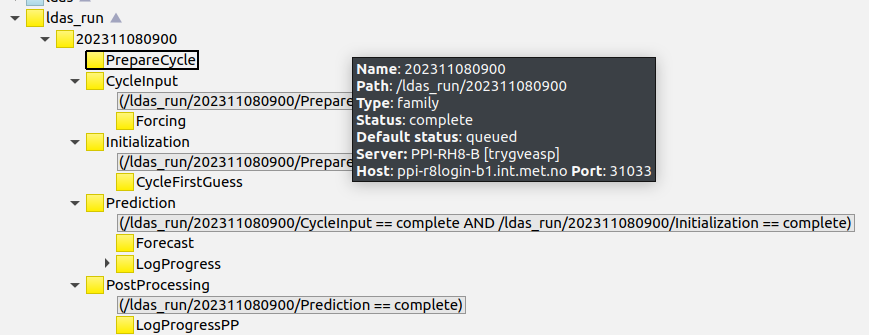 ldas
ldas_run
202311080900
PrepareCycle
CycleInput
(/ldas_run/202311080900/Prepare
Forcing
Initialization
(/ldas_run/202311080900/Prepare
CycleFirstGuess
Prediction
(/ldas_run/202311080900/CycleInput == complete AND /ldas_run/202311080900/Initialization == complete)
Forecast
LogProgress
PostProcessing
(/ldas_run/202311080900/Prediction == complete)
LogProgressPP
Name: 202311080900
Path: /ldas_run/202311080900
Type: family
Status: complete
Default status: queued
Server: PPI-RH8-B [trygveasp]
Host: ppi-r8login-b1.int.met.no Port: 31033